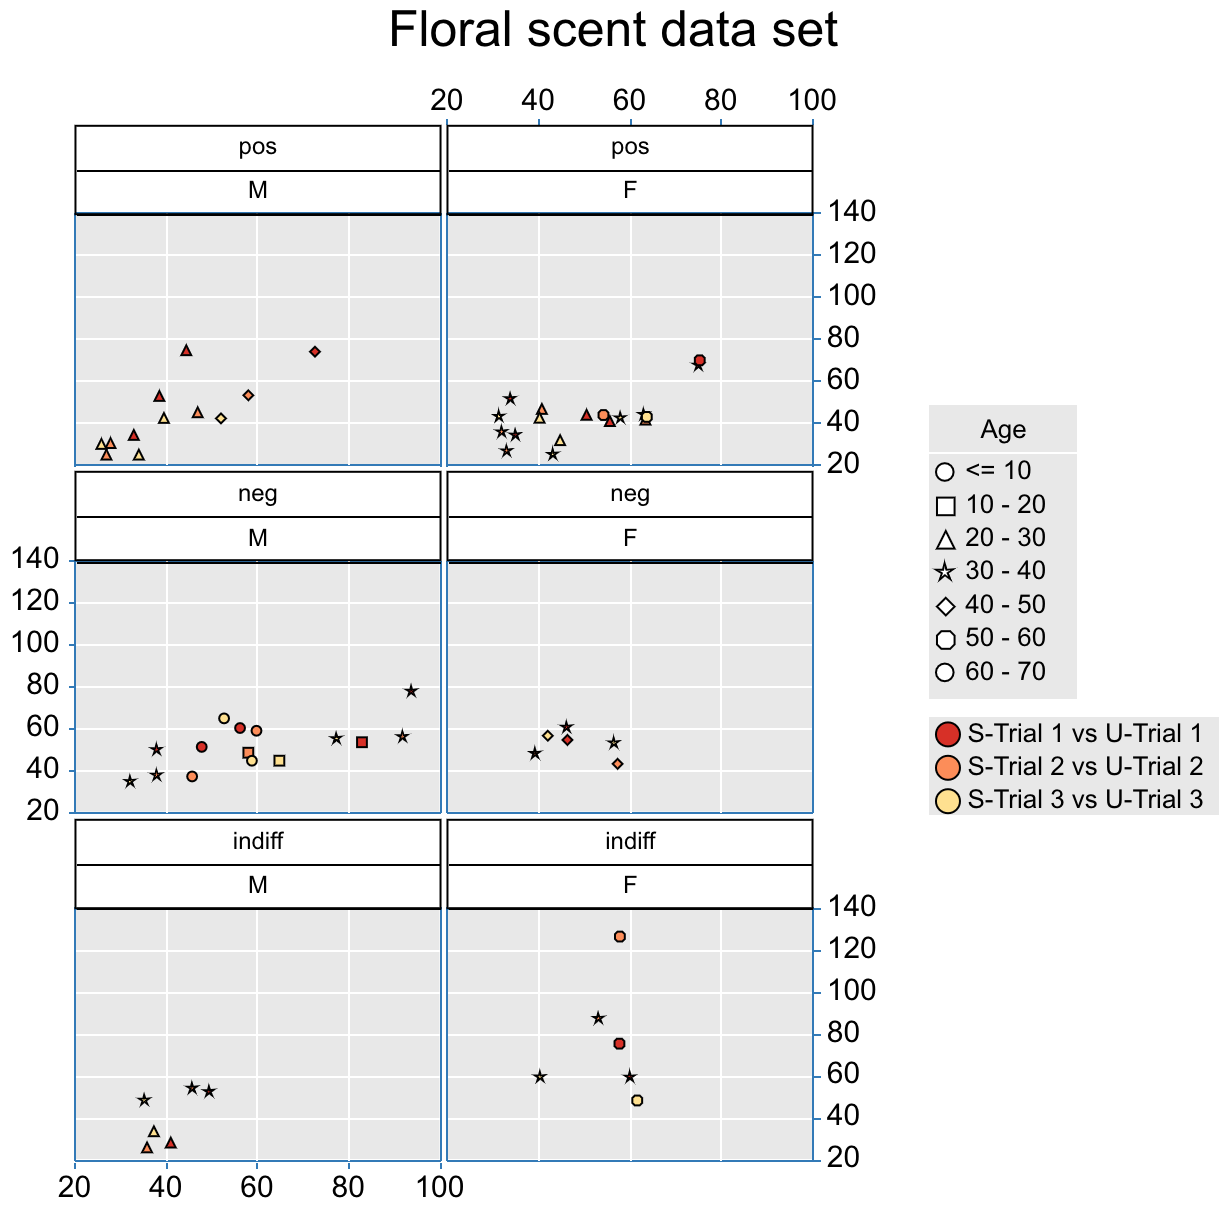 Floral scent data set
20 40 60 80 100
pos pos
M F
140
120
100
80
60
40
20
neg neg
M F
140
120
100
80
60
40
20
indiff indiff
M F
140
120
100
80
60
40
20
20 40 60 80 100
Age
<= 10
10 - 20
20 - 30
30 - 40
40 - 50
50 - 60
60 - 70
S-Trial 1 vs U-Trial 1
S-Trial 2 vs U-Trial 2
S-Trial 3 vs U-Trial 3